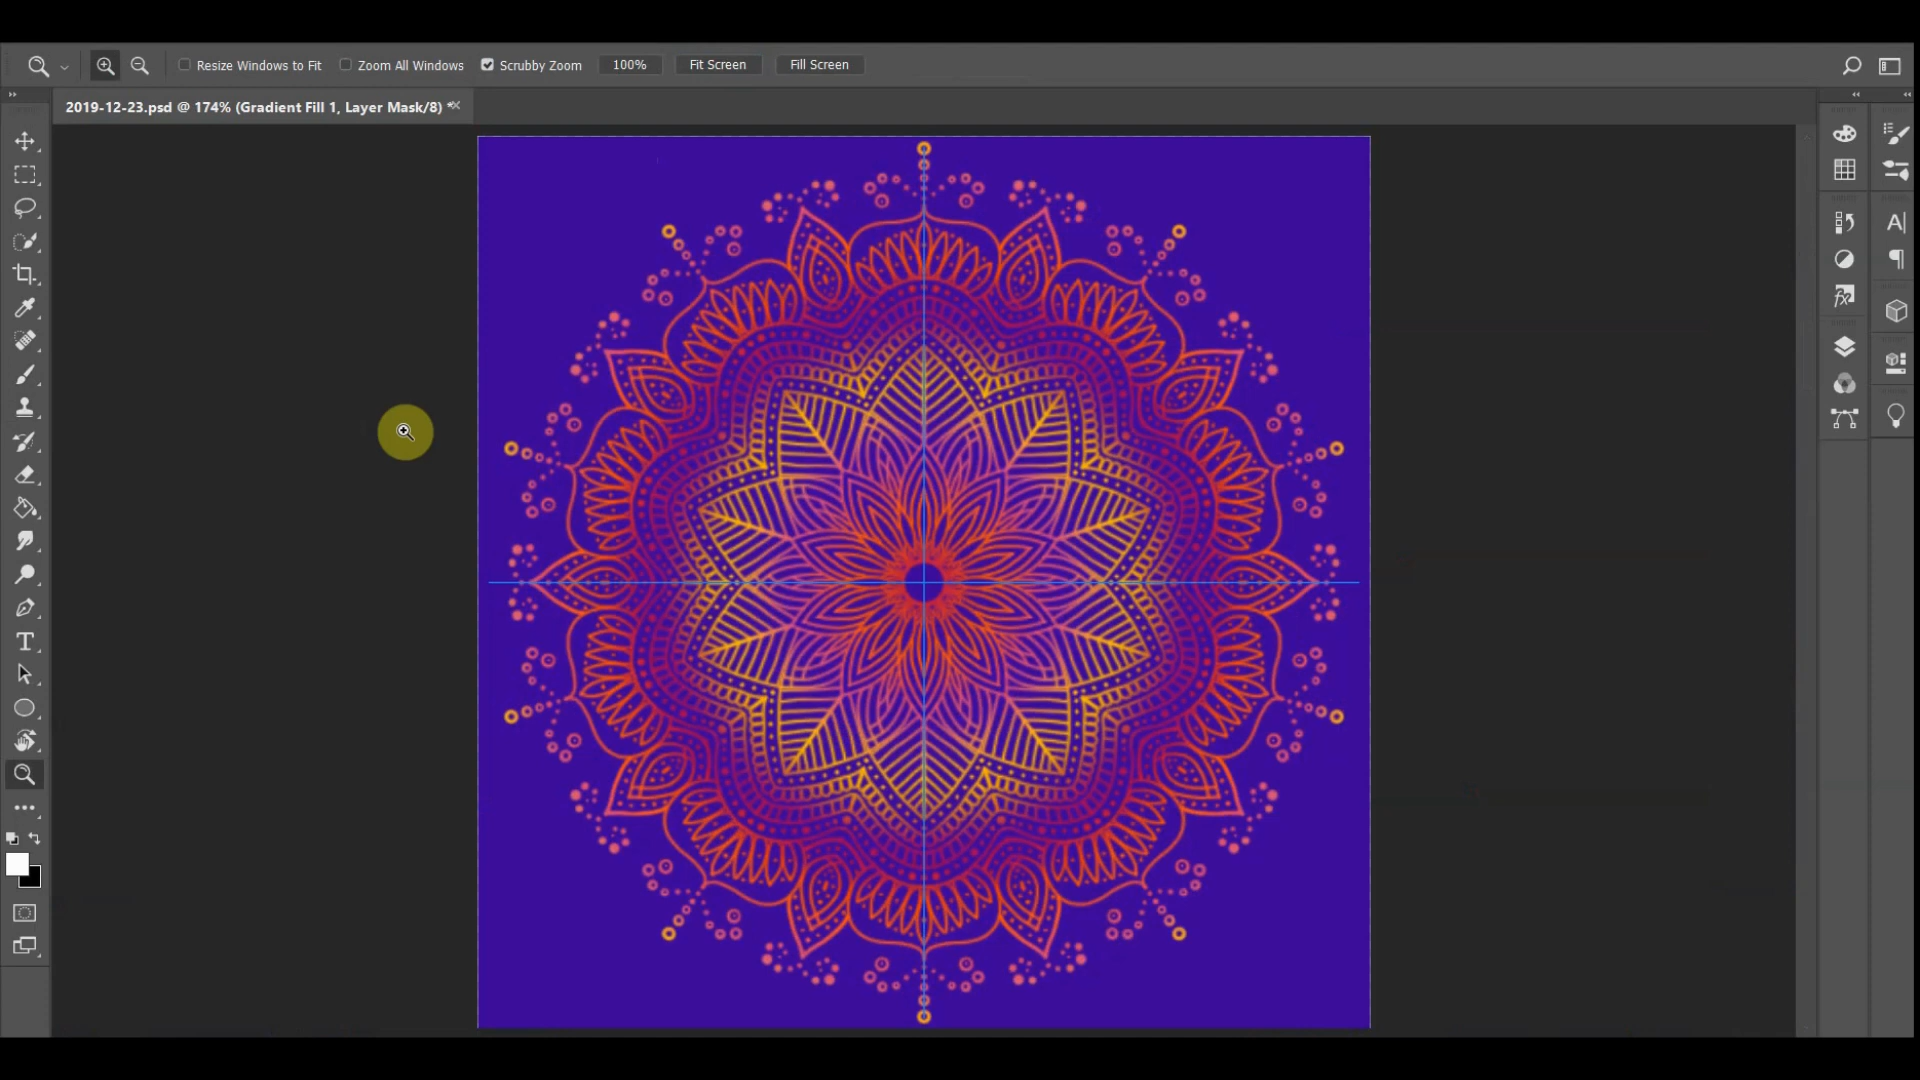 Resize Windows to Fit Zoom All Windows Scrubby Zoom 100% Fit Screen Fill Screen
2019-12-23.psd @ 174% (Gradient Fill 1, Layer Mask/8) *